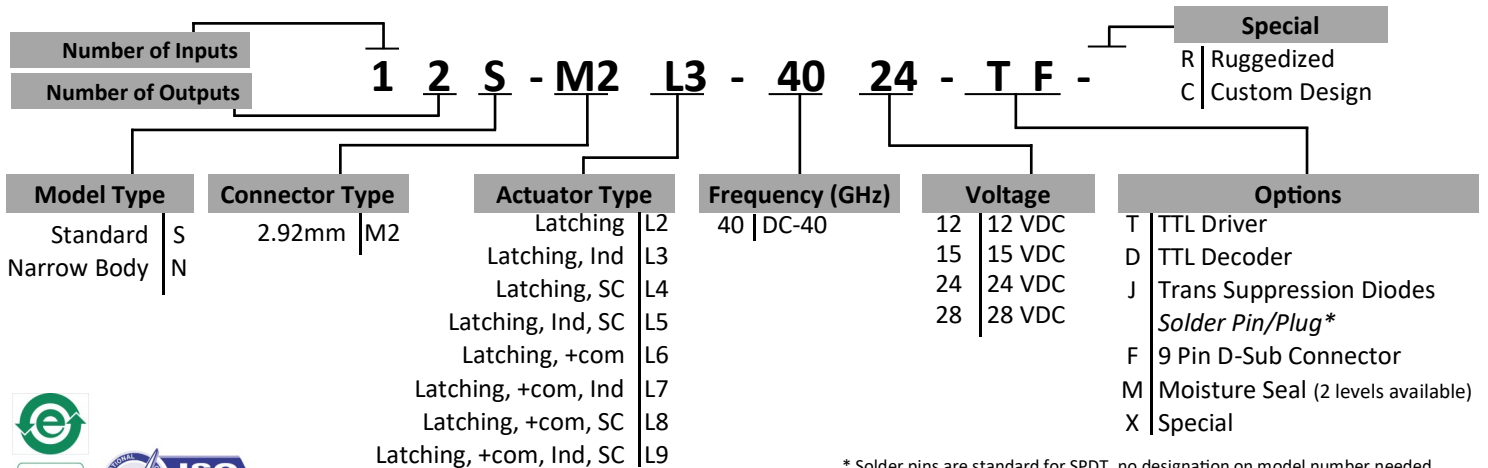 Number of Inputs
Number of Outputs
1 2 S - M2 L3 - 40 24 - T F -
Special
R Ruggedized
C Custom Design
Model Type
Standard S
Narrow Body N
Connector Type
2.92mm M2
Actuator Type
Latching L2
Latching, Ind L3
Latching, SC L4
Latching, Ind, SC L5
Latching, +com L6
Latching, +com, Ind L7
Latching, +com, SC L8
Latching, +com, Ind, SC L9
Frequency (GHz)
40 DC-40
Voltage
12 12 VDC
15 15 VDC
24 24 VDC
28 28 VDC
Options
T TTL Driver
D TTL Decoder
J Trans Suppression Diodes
Solder Pin/Plug*
F 9 Pin D-Sub Connector
M Moisture Seal (2 levels available)
X Special
e
ISO
* Solder pins are standard for SPDT, no designation on model number needed